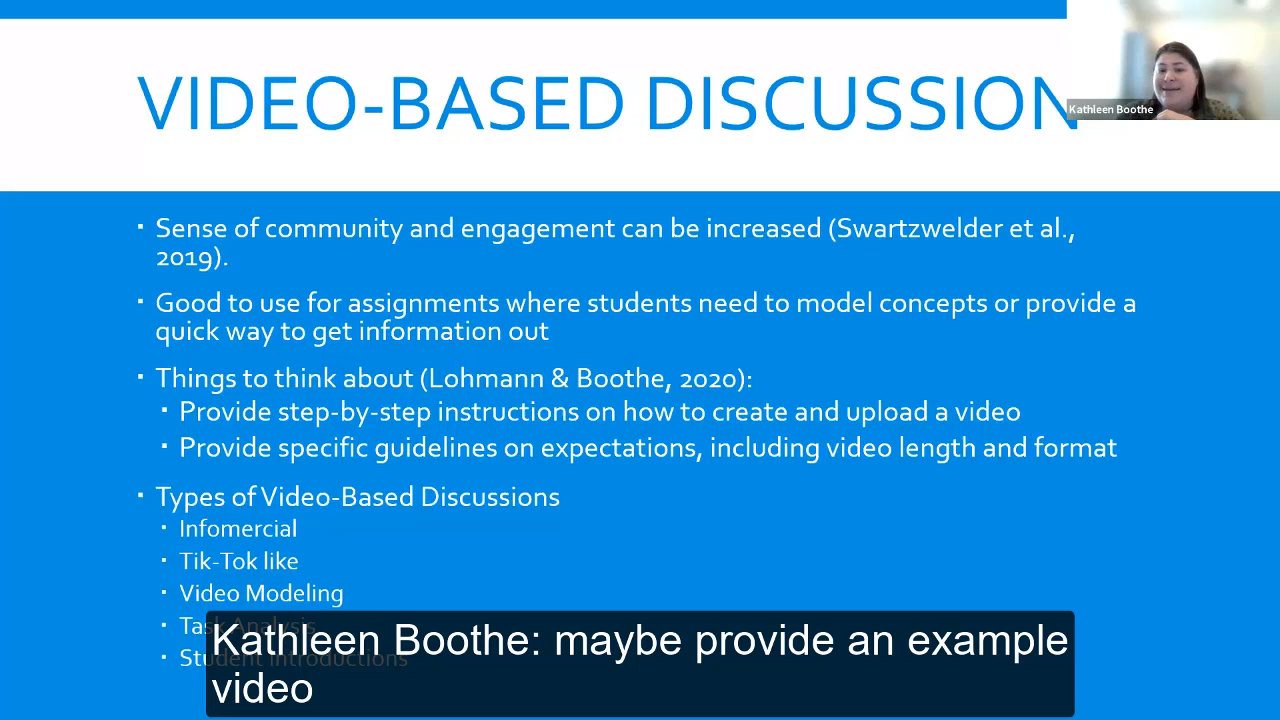 VIDEO-BASED DISCUSSION
Kathleen Boothe
Sense of community and engagement can be increased (Swartzwelder et al.,
2019).
Good to use for assignments where students need to model concepts or provide a
quick way to get information out
Things to think about (Lohmann & Boothe, 2020):
Provide step-by-step instructions on how to create and upload a video
Provide specific guidelines on expectations, including video length and format
Types of Video-Based Discussions
Infomercial
Tik-Tok like
Video Modeling
Task Analysis
Student Introductions
Kathleen Boothe: maybe provide an example
video